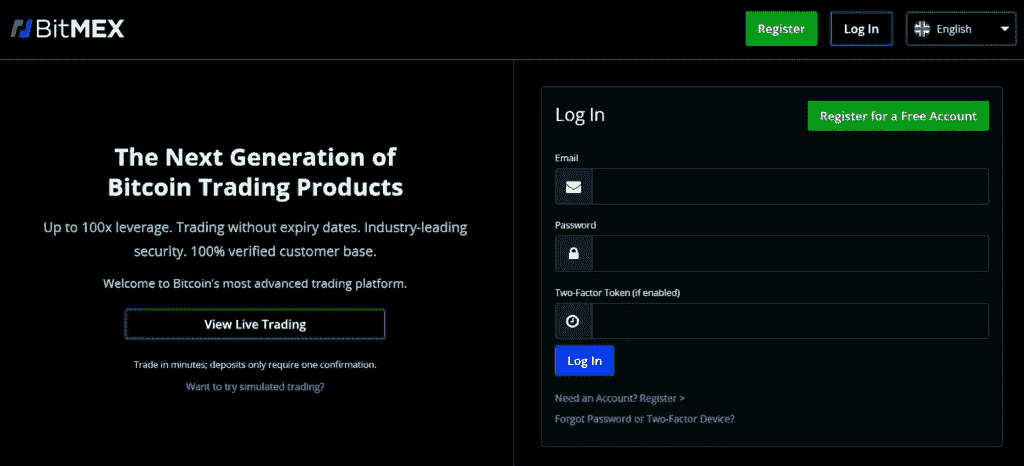 BitMEX
Register
Log In
English
The Next Generation of
Bitcoin Trading Products
Up to 100x leverage. Trading without expiry dates. Industry-leading
security. 100% verified customer base.
Welcome to Bitcoin's most advanced trading platform.
View Live Trading
Trade in minutes; deposits only require one confirmation.
Want to try simulated trading?
Log In
Register for a Free Account
Email
Password
Two-Factor Token (if enabled)
Log In
Need an Account? Register >
Forgot Password or Two-Factor Device?